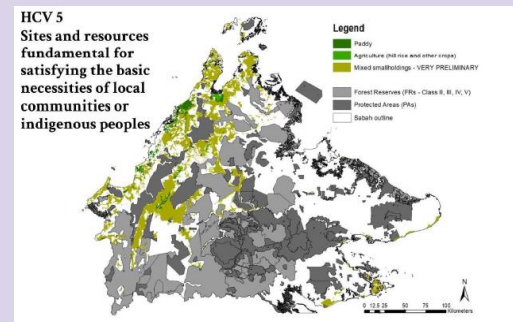 HCV 5
Sites and resources
fundamental for
satisfying the basic
necessities of local
communities or
indigenous peoples
Legend
Paddy
Agriculture (hill rice and other crops)
Mixed smallholdings - VERY PRELIMINARY
Forest Reserves (FRs - Class II, III, IV, V)
Protected Areas (PAs)
Sabah outline
N
0 12.5 25 50 75 100
Kilometers